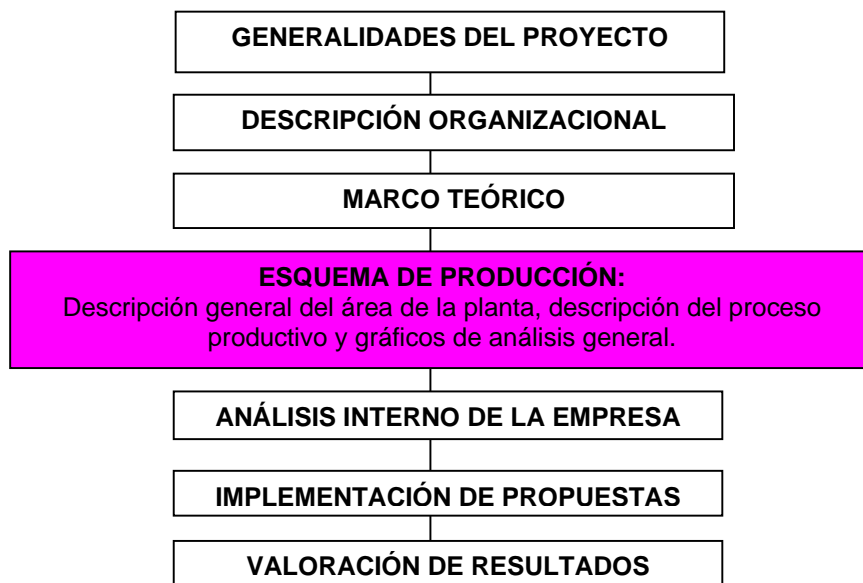 GENERALIDADES DEL PROYECTO
DESCRIPCIÓN ORGANIZACIONAL
MARCO TEÓRICO
ESQUEMA DE PRODUCCIÓN:
Descripción general del área de la planta, descripción del proceso
productivo y gráficos de análisis general.
ANÁLISIS INTERNO DE LA EMPRESA
IMPLEMENTACIÓN DE PROPUESTAS
VALORACIÓN DE RESULTADOS